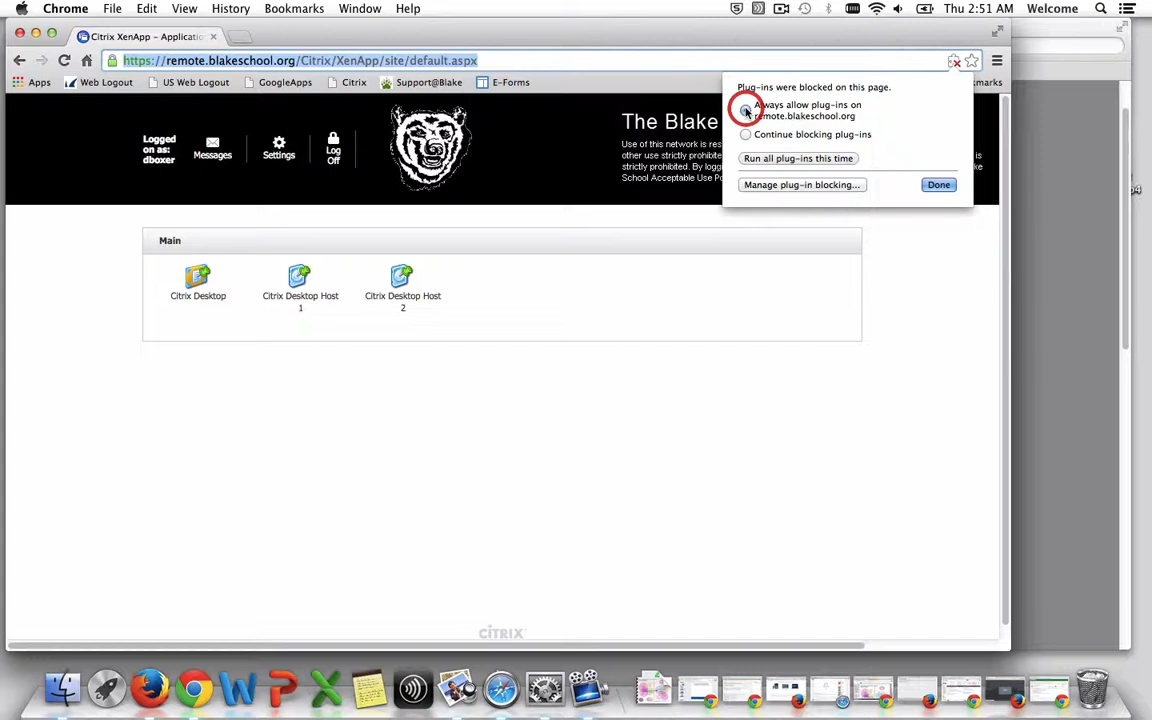 Chrome File Edit View History Bookmarks Window Help Thu 2:51 AM Welcome
Citrix XenApp – Applicatio
https://remote.blakeschool.org/Citrix/XenApp/site/default.aspx
Apps Web Logout US Web Logout GoogleApps Citrix Support@Blake E-Forms kmarks
Plug-ins were blocked on this page.
Always allow plug-ins on
remote.blakeschool.org
Continue blocking plug-ins
Run all plug-ins this time
Manage plug-in blocking...
Done
Logged
on as:
dboxer
Messages
Settings
Log
Off
The Blake
Use of this network is res
other use strictly prohibite
strictly prohibited. By loggi
School Acceptable Use Po
Main
Citrix Desktop
Citrix Desktop Host
1
Citrix Desktop Host
2
CITRIX